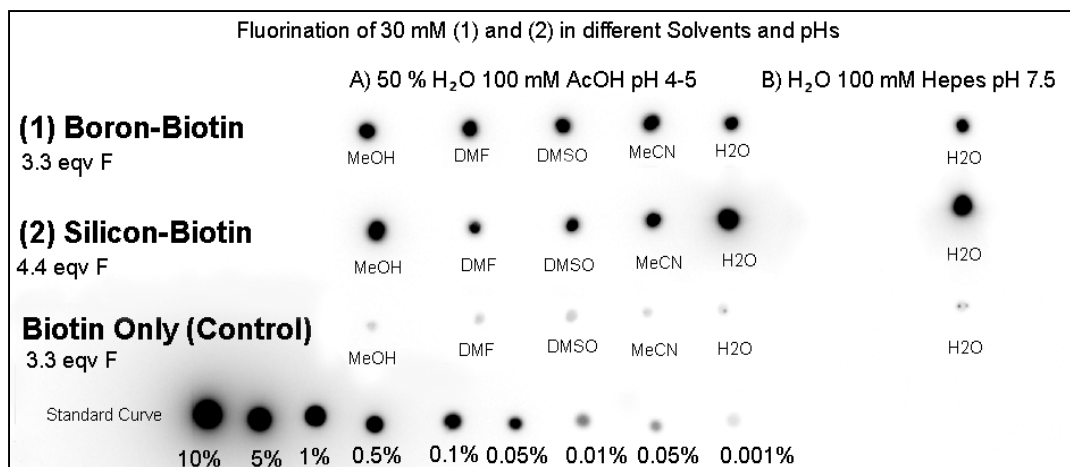 Fluorination of 30 mM (1) and (2) in different Solvents and pHs
A) 50 % H₂O 100 mM AcOH pH 4-5 B) H₂O 100 mM Hepes pH 7.5
(1) Boron-Biotin
3.3 eqv F
MeOH DMF DMSO MeCN H2O H2O
(2) Silicon-Biotin
4.4 eqv F
MeOH DMF DMSO MeCN H2O H2O
Biotin Only (Control)
3.3 eqv F
MeOH DMF DMSO MeCN H2O H2O
Standard Curve
10% 5% 1% 0.5% 0.1% 0.05% 0.01% 0.05% 0.001%